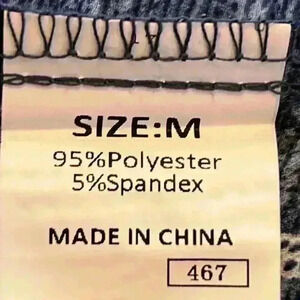 SIZE:M
95%Polyester
5%Spandex
MADE IN CHINA
467